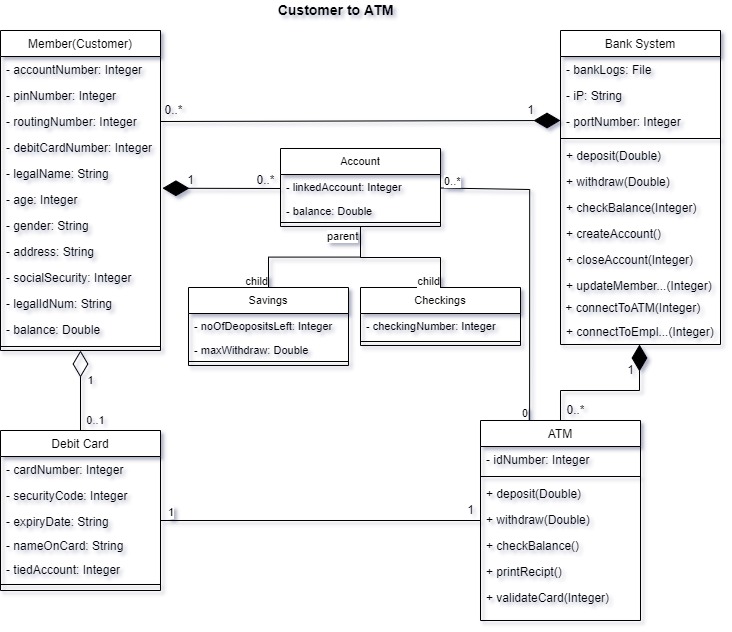 Customer to ATM
Member(Customer)
- accountNumber: Integer
- pinNumber: Integer
- routingNumber: Integer
- debitCardNumber: Integer
- legalName: String
- age: Integer
- gender: String
- address: String
- socialSecurity: Integer
- legalIdNum: String
- balance: Double
0..*
1
Bank System
- bankLogs: File
- iP: String
- portNumber: Integer
+ deposit(Double)
+ withdraw(Double)
+ checkBalance(Integer)
+ createAccount()
+ closeAccount(Integer)
+ updateMember...(Integer)
+ connectToATM(Integer)
+ connectToEmpl...(Integer)
1
0..*
Account
- linkedAccount: Integer
- balance: Double
0..*
parent
child
child
Savings
- noOfDeopositsLeft: Integer
- maxWithdraw: Double
Checkings
- checkingNumber: Integer
1
0..1
0
1
0..*
Debit Card
- cardNumber: Integer
- securityCode: Integer
- expiryDate: String
- nameOnCard: String
- tiedAccount: Integer
1
1
ATM
- idNumber: Integer
+ deposit(Double)
+ withdraw(Double)
+ checkBalance()
+ printRecipt()
+ validateCard(Integer)